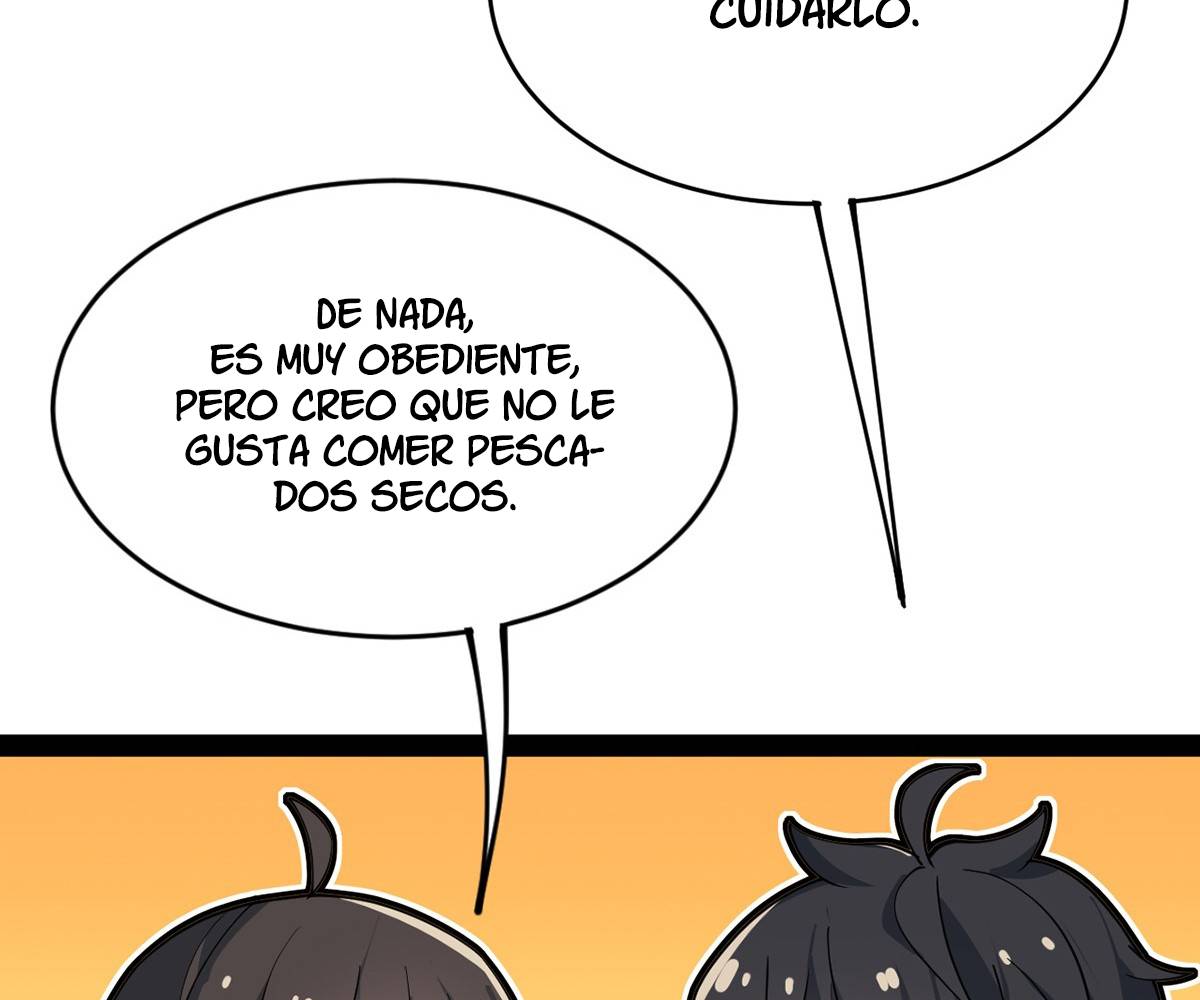 CUIDARLO.
DE NADA,
ES MUY OBEDIENTE,
PERO CREO QUE NO LE
GUSTA COMER PESCA-
DOS SECOS.